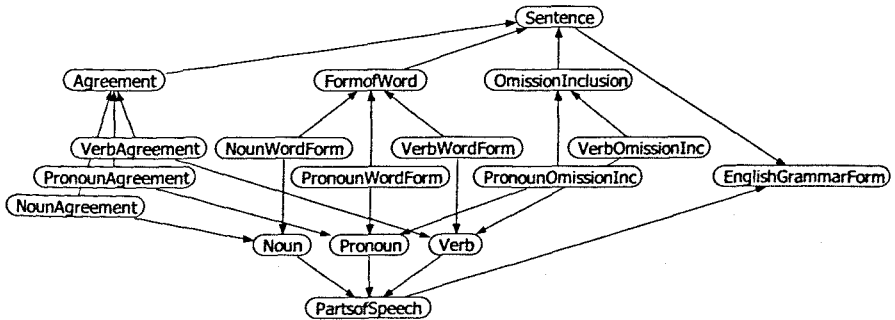 Sentence
Agreement
FormofWord
OmissionInclusion
VerbAgreement
NounWordForm
VerbWordForm
VerbOmissionInc
PronounAgreement
PronounWordForm
PronounOmissionInc
EnglishGrammarForm
NounAgreement
Noun
Pronoun
Verb
PartsofSpeech